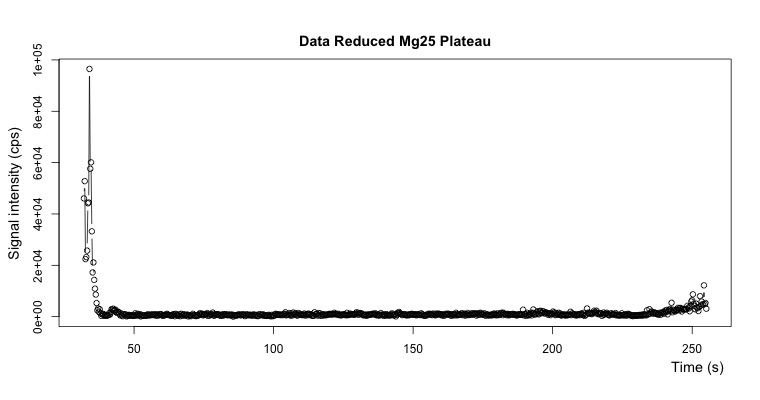 Data Reduced Mg25 Plateau
Signal intensity (cps)
1e+05
8e+04
6e+04
4e+04
2e+04
0e+00
50 100 150 200 250
Time (s)